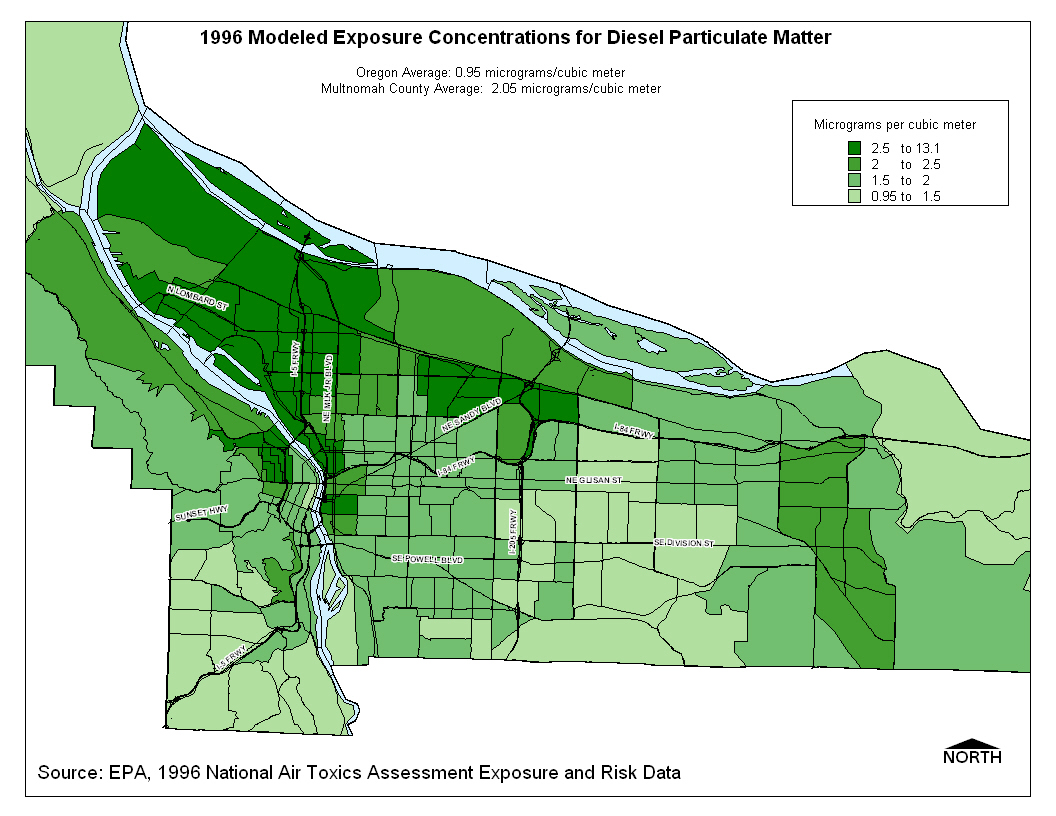 1996 Modeled Exposure Concentrations for Diesel Particulate Matter
Oregon Average: 0.95 micrograms/cubic meter
Multnomah County Average: 2.05 micrograms/cubic meter
Micrograms per cubic meter
2.5 to 13.1
2 to 2.5
1.5 to 2
0.95 to 1.5
N LOMBARD ST
I-5 FRWY
NE MLK JR BLVD
NE SANDY BLVD
I-84 FRWY
I-84 FRWY
NE GLISAN ST
SUNSET HWY
I-205 FRWY
SE DIVISION ST
SE POWELL BLVD
I-5 FRWY
NORTH
Source: EPA, 1996 National Air Toxics Assessment Exposure and Risk Data